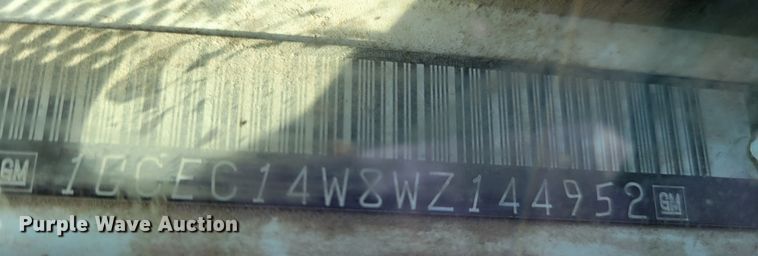 GM 1GCEC14W8WZ144952 GM
Purple Wave Auction